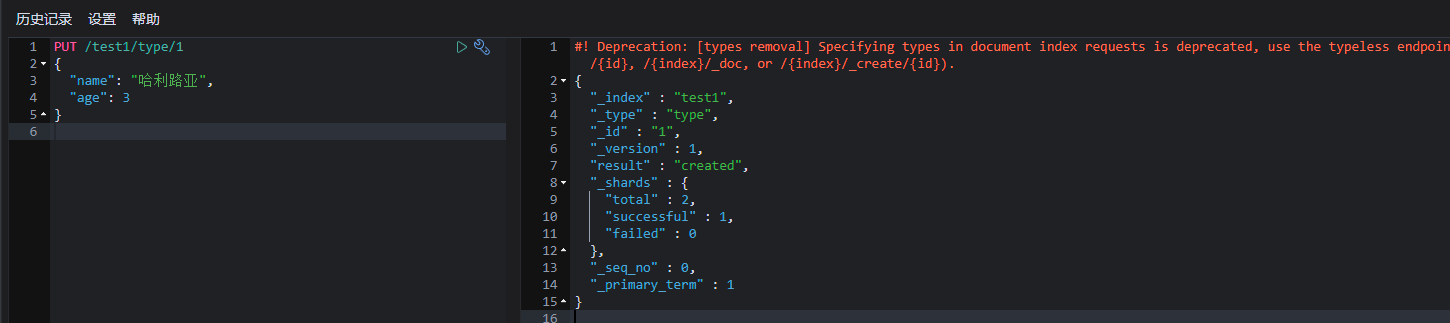 历史记录 设置 帮助
1 PUT /test1/type/1
2 {
3 "name": "哈利路亚",
4 "age": 3
5 }
6
1 #! Deprecation: [types removal] Specifying types in document index requests is deprecated, use the typeless endpoin
/{id}, /{index}/_doc, or /{index}/_create/{id}).
2 {
3 "_index" : "test1",
4 "_type" : "type",
5 "_id" : "1",
6 "_version" : 1,
7 "result" : "created",
8 "_shards" : {
9 "total" : 2,
10 "successful" : 1,
11 "failed" : 0
12 },
13 "_seq_no" : 0,
14 "_primary_term" : 1
15 }
16